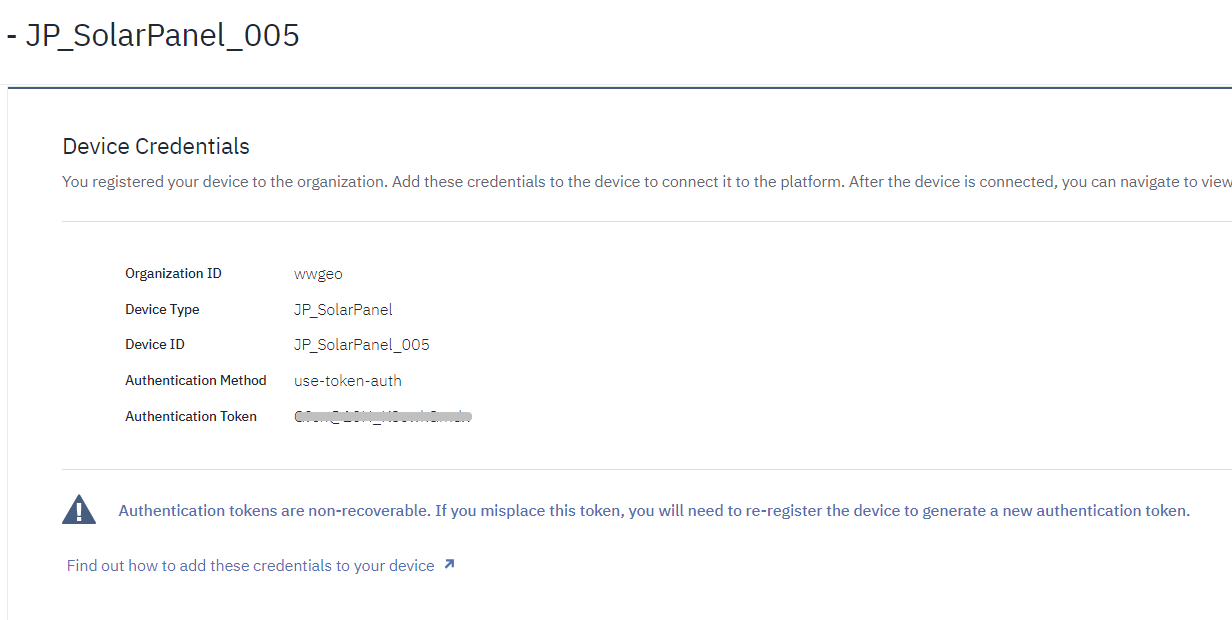 - JP_SolarPanel_005
Device Credentials
You registered your device to the organization. Add these credentials to the device to connect it to the platform. After the device is connected, you can navigate to view
Organization ID wwgeo
Device Type JP_SolarPanel
Device ID JP_SolarPanel_005
Authentication Method use-token-auth
Authentication Token
Authentication tokens are non-recoverable. If you misplace this token, you will need to re-register the device to generate a new authentication token.
Find out how to add these credentials to your device